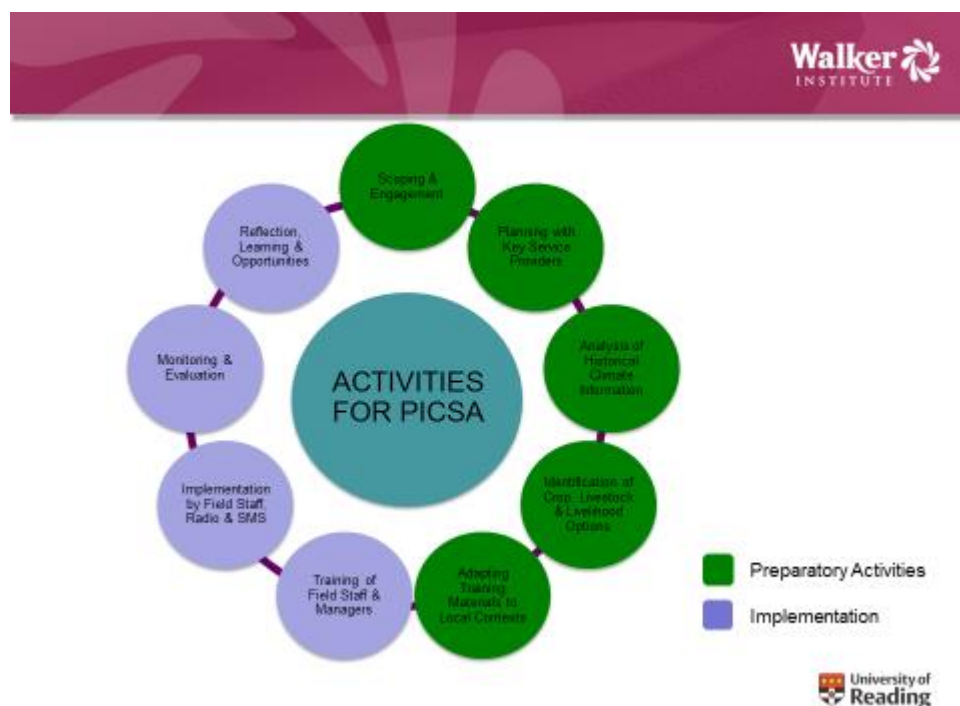 Walker
INSTITUTE
Scoping &
Engagement
Planning with
Key Service
Providers
Analysis of
Historical
Climate
Information
Identification of
Crop, Livestock
& Livelihood
Options
Adapting
Training
Materials to
Local Contexts
Training of
Field Staff &
Managers
Implementation
by Field Staff,
Radio & SMS
Monitoring &
Evaluation
Reflection,
Learning &
Opportunities
ACTIVITIES
FOR PICSA
Preparatory Activities
Implementation
University of
Reading